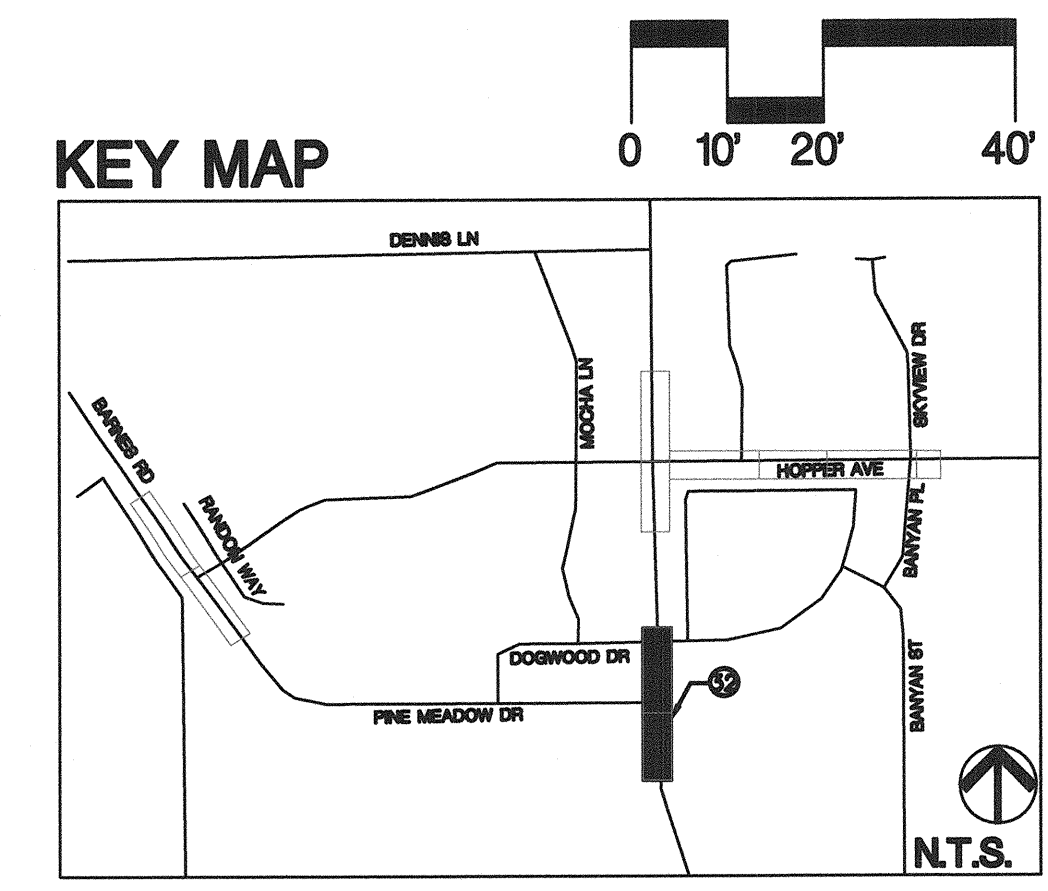 0 10' 20' 40'
KEY MAP
DENNIS LN
MOCHA LN
SKYVIEW DR
BARNES RD
RANDON WAY
HOPPER AVE
BANYAN PL
DOGWOOD DR
32
PINE MEADOW DR
BANYAN ST
N.T.S.